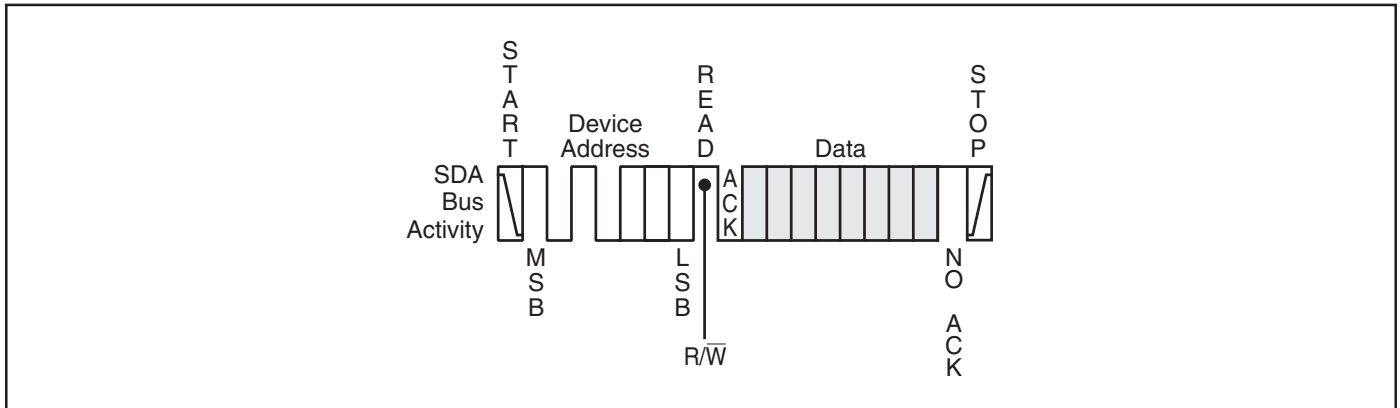 START
Device
Address
READ
Data
STOP
SDA
Bus
Activity
ACK
MSB
LSB
R/W̅
NO ACK